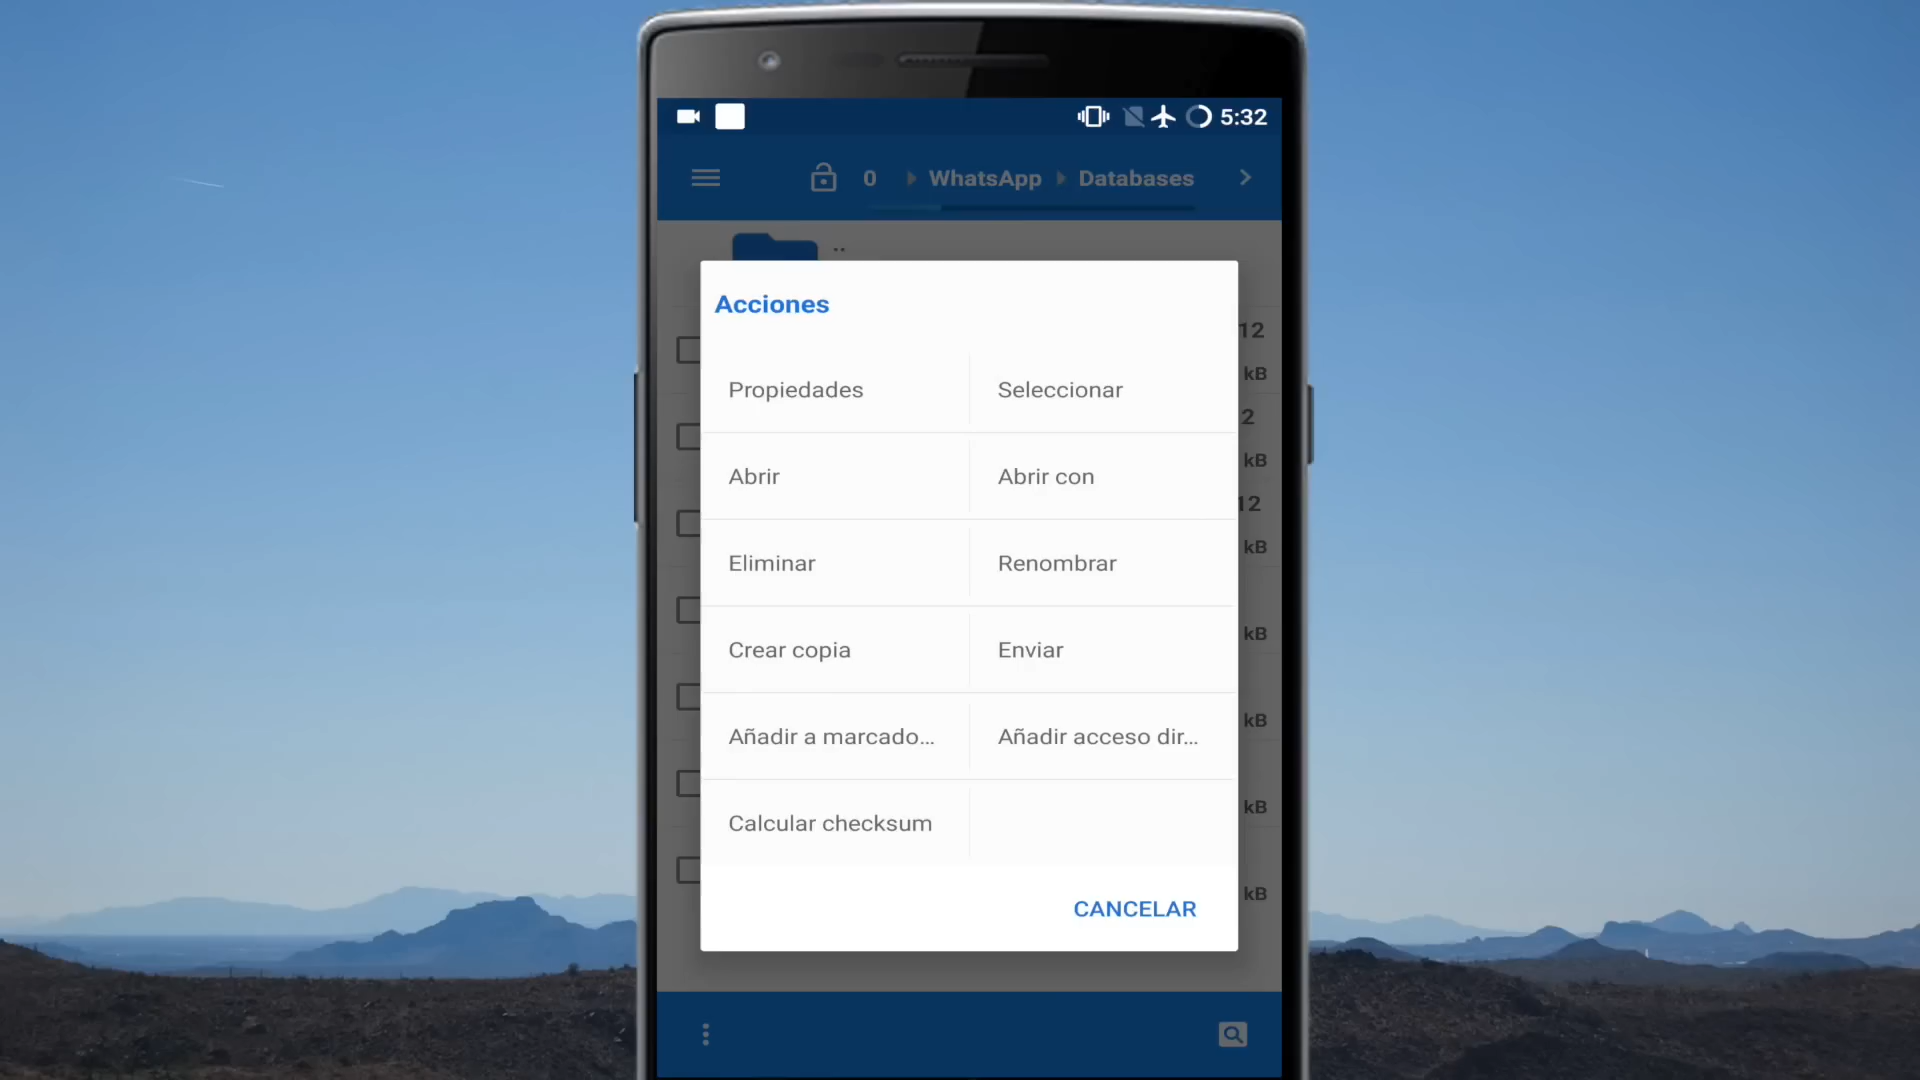 5:32
0 WhatsApp Databases
..
Acciones
12
kB
Propiedades Seleccionar
2
kB
Abrir Abrir con
12
kB
Eliminar Renombrar
kB
Crear copia Enviar
kB
Añadir a marcado... Añadir acceso dir...
kB
Calcular checksum
kB
CANCELAR